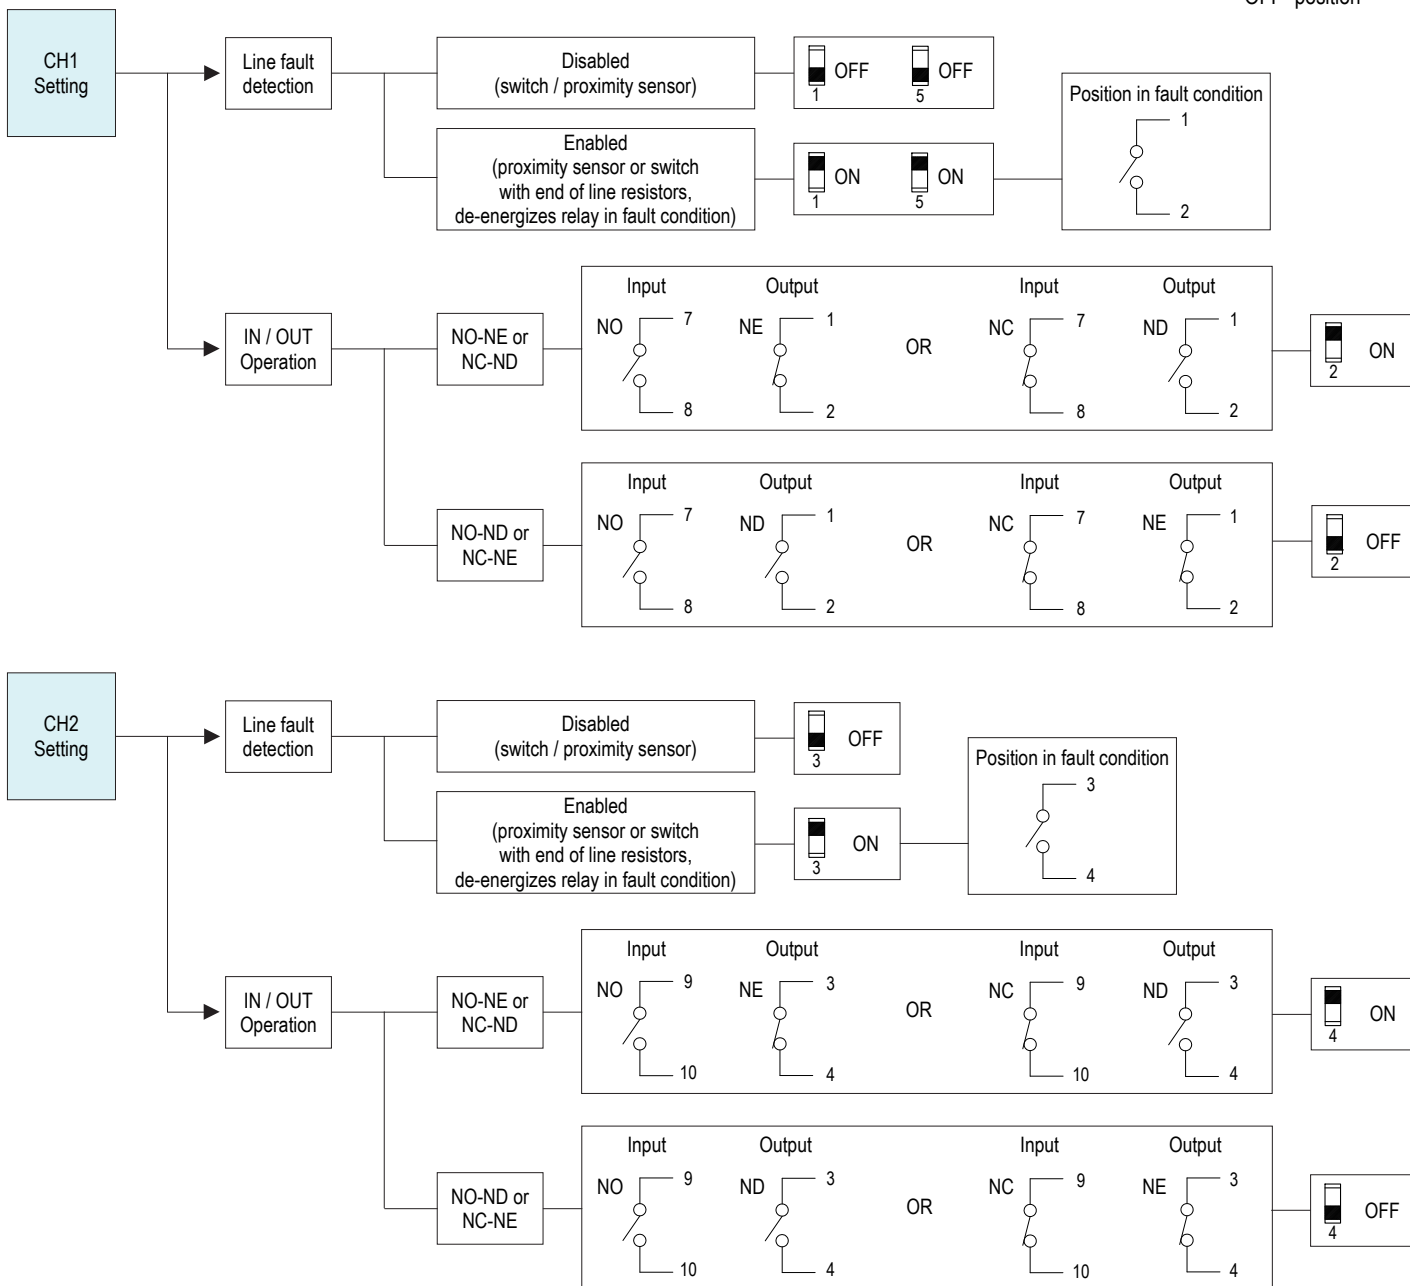 OFF" position
CH1
Setting
Line fault
detection
Disabled
(switch / proximity sensor)
1
OFF
5
OFF
Enabled
(proximity sensor or switch
with end of line resistors,
de-energizes relay in fault condition)
1
ON
5
ON
Position in fault condition
1
2
IN / OUT
Operation
NO-NE or
NC-ND
Input
NO
7
8
Output
NE
1
2
OR
Input
NC
7
8
Output
ND
1
2
2
ON
NO-ND or
NC-NE
Input
NO
7
8
Output
ND
1
2
OR
Input
NC
7
8
Output
NE
1
2
2
OFF
CH2
Setting
Line fault
detection
Disabled
(switch / proximity sensor)
3
OFF
Enabled
(proximity sensor or switch
with end of line resistors,
de-energizes relay in fault condition)
3
ON
Position in fault condition
3
4
IN / OUT
Operation
NO-NE or
NC-ND
Input
NO
9
10
Output
NE
3
4
OR
Input
NC
9
10
Output
ND
3
4
4
ON
NO-ND or
NC-NE
Input
NO
9
10
Output
ND
3
4
OR
Input
NC
9
10
Output
NE
3
4
4
OFF